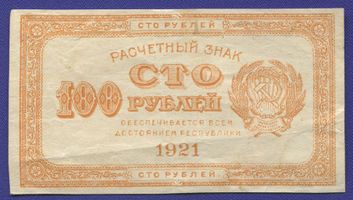 СТО РУБЛЕЙ
РАСЧЕТНЫЙ ЗНАК
СТО
100 РУБЛЕЙ
ОБЕСПЕЧИВАЕТСЯ ВСЕМ
ДОСТОЯНИЕМ РЕСПУБЛИКИ
1921
СТО РУБЛЕЙ